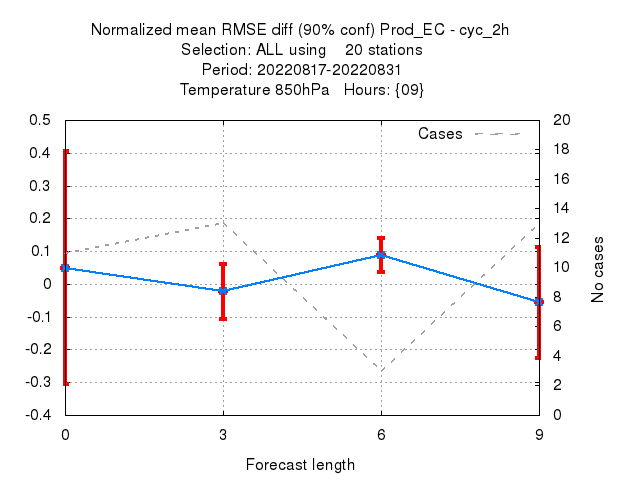 Normalized mean RMSE diff (90% conf) Prod_EC - cyc_2h
Selection: ALL using    20 stations
Period: 20220817-20220831
Temperature 850hPa   Hours: {09}
Cases
0.5
0.4
0.3
0.2
0.1
0
-0.1
-0.2
-0.3
-0.4
20
18
16
14
12
10
8
6
4
2
0
No cases
0 3 6 9
Forecast length